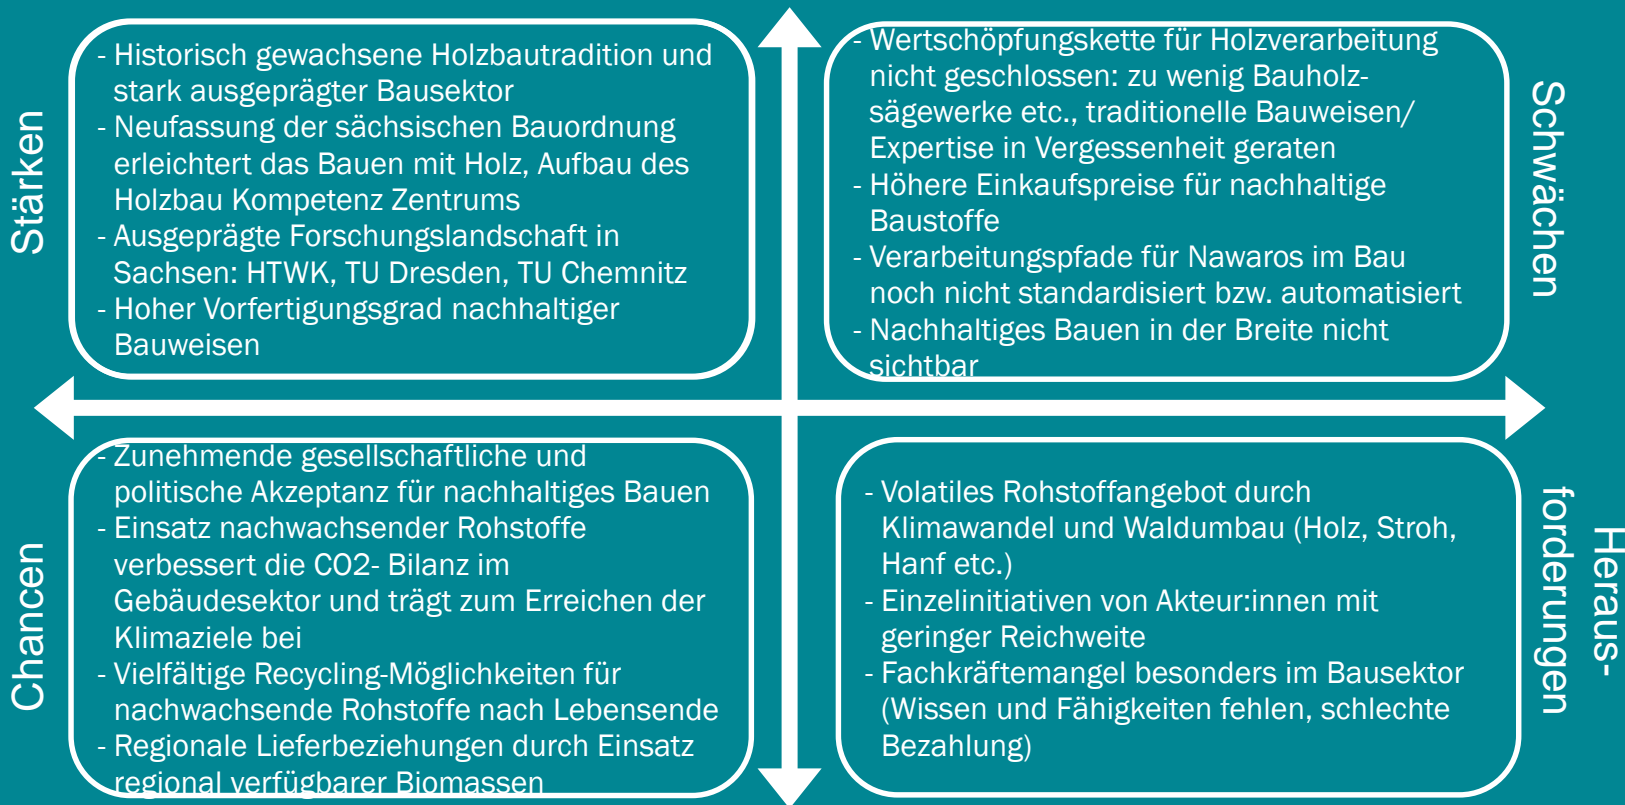 Stärken
- Historisch gewachsene Holzbautradition und
stark ausgeprägter Bausektor
- Neufassung der sächsischen Bauordnung
erleichtert das Bauen mit Holz, Aufbau des
Holzbau Kompetenz Zentrums
- Ausgeprägte Forschungslandschaft in
Sachsen: HTWK, TU Dresden, TU Chemnitz
- Hoher Vorfertigungsgrad nachhaltiger
Bauweisen
Schwächen
- Wertschöpfungskette für Holzverarbeitung
nicht geschlossen: zu wenig Bauholz-
sägewerke etc., traditionelle Bauweisen/
Expertise in Vergessenheit geraten
- Höhere Einkaufspreise für nachhaltige
Baustoffe
- Verarbeitungspfade für Nawaros im Bau
noch nicht standardisiert bzw. automatisiert
- Nachhaltiges Bauen in der Breite nicht
sichtbar
Chancen
- Zunehmende gesellschaftliche und
politische Akzeptanz für nachhaltiges Bauen
- Einsatz nachwachsender Rohstoffe
verbessert die CO2- Bilanz im
Gebäudesektor und trägt zum Erreichen der
Klimaziele bei
- Vielfältige Recycling-Möglichkeiten für
nachwachsende Rohstoffe nach Lebensende
- Regionale Lieferbeziehungen durch Einsatz
regional verfügbarer Biomassen
Heraus-
forderungen
- Volatiles Rohstoffangebot durch
Klimawandel und Waldumbau (Holz, Stroh,
Hanf etc.)
- Einzelinitiativen von Akteur:innen mit
geringer Reichweite
- Fachkräftemangel besonders im Bausektor
(Wissen und Fähigkeiten fehlen, schlechte
Bezahlung)